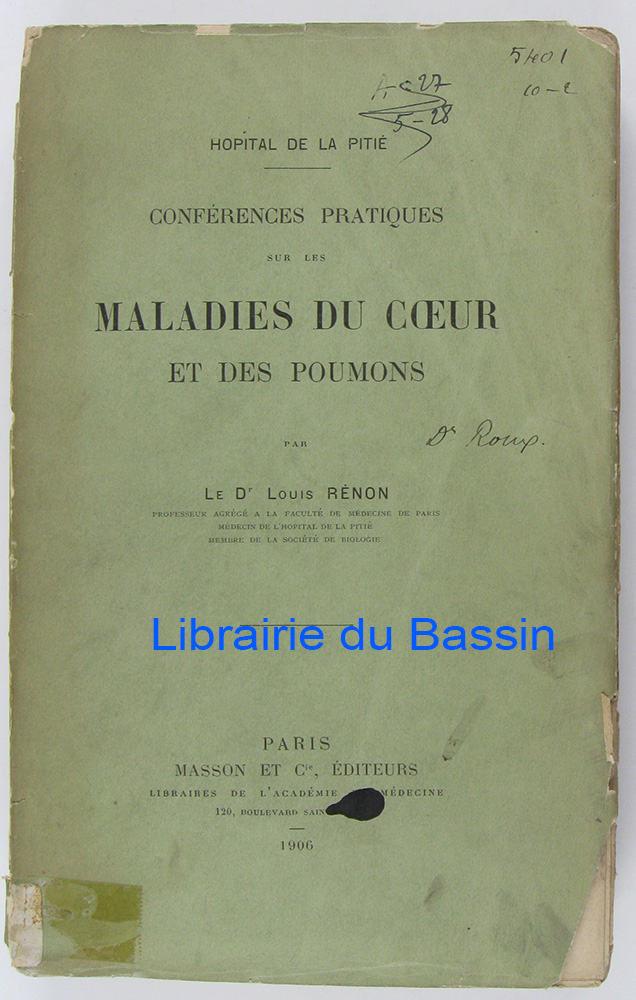 5401
10-2
A c 27
5-28
HOPITAL DE LA PITIÉ
CONFÉRENCES PRATIQUES
SUR LES
MALADIES DU CŒUR
ET DES POUMONS
PAR
Dr Roux.
LE Dr LOUIS RÉNON
PROFESSEUR AGRÉGÉ A LA FACULTÉ DE MÉDECINE DE PARIS
MÉDECIN DE L'HOPITAL DE LA PITIÉ
MEMBRE DE LA SOCIÉTÉ DE BIOLOGIE
Librairie du Bassin
PARIS
MASSON ET Cie, ÉDITEURS
LIBRAIRES DE L'ACADÉMIE MÉDECINE
120, BOULEVARD SAIN
1906